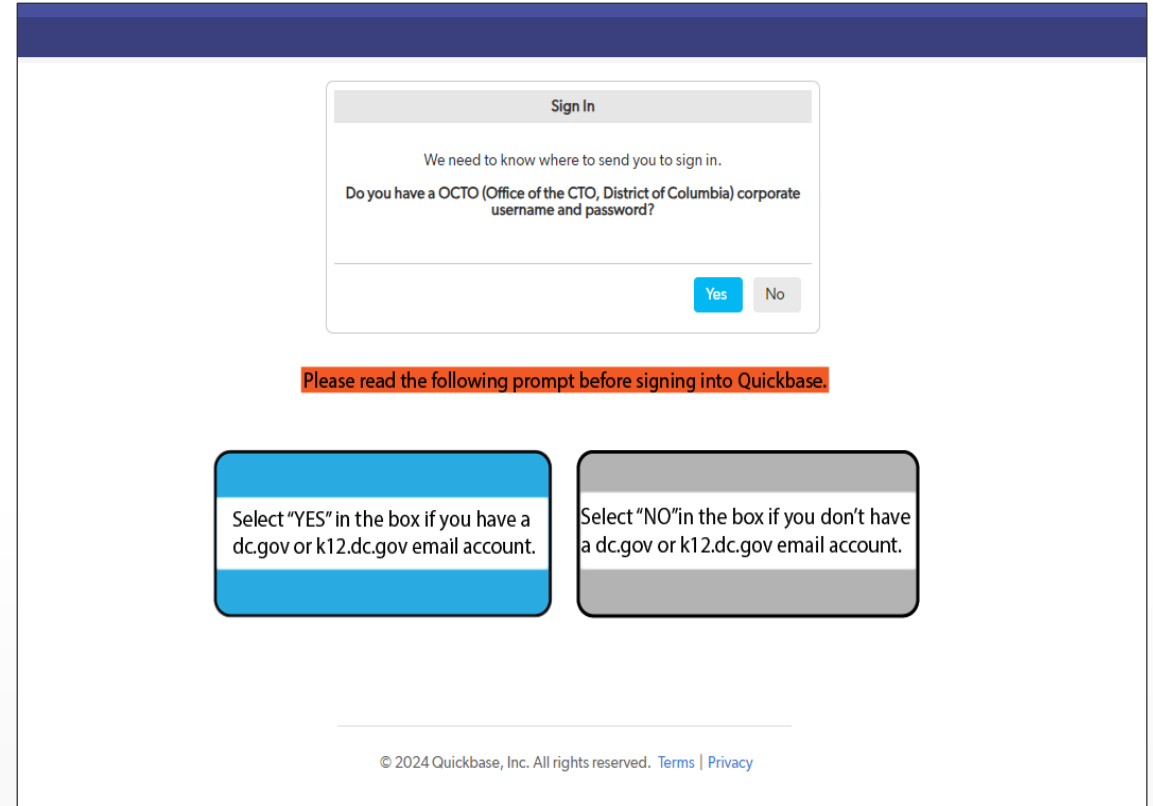 Sign In
We need to know where to send you to sign in.
Do you have a OCTO (Office of the CTO, District of Columbia) corporate
username and password?
Yes No
Please read the following prompt before signing into Quickbase.
Select “YES” in the box if you have a
dc.gov or k12.dc.gov email account.
Select “NO”in the box if you don’t have
a dc.gov or k12.dc.gov email account.
© 2024 Quickbase, Inc. All rights reserved. Terms | Privacy